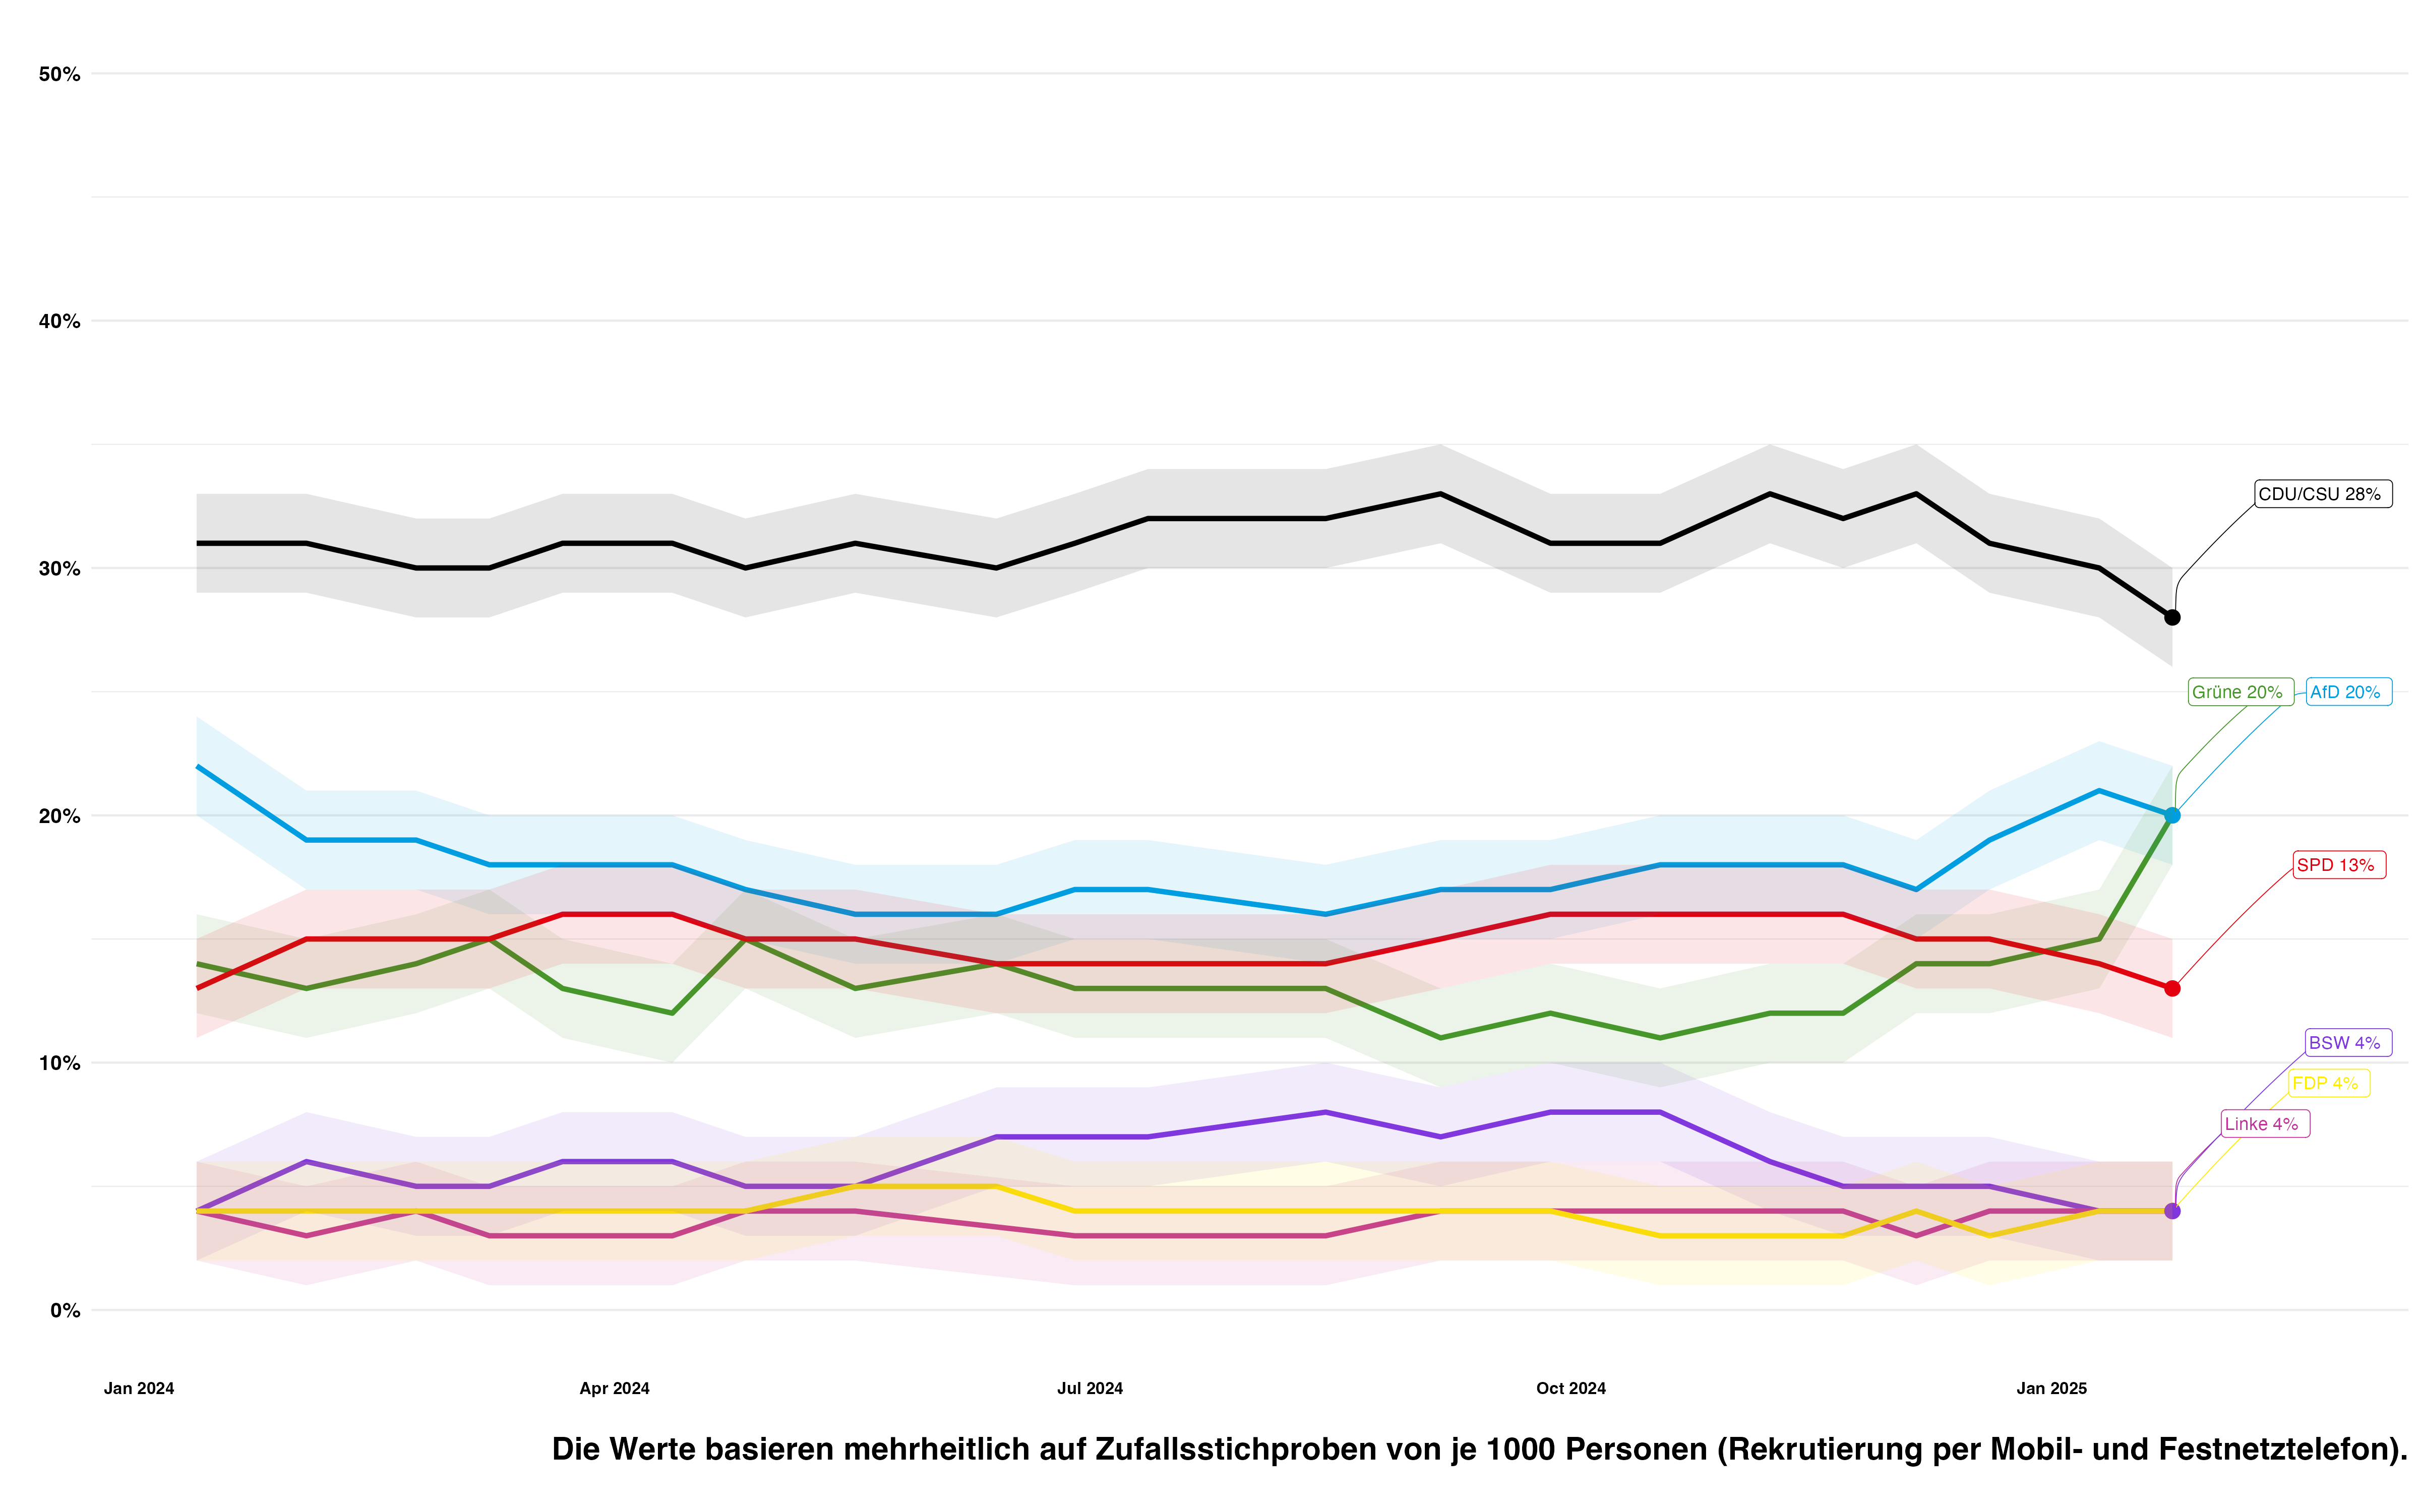 50%
40%
30%
20%
10%
0%
CDU/CSU 28%
Grüne 20%
AfD 20%
SPD 13%
BSW 4%
FDP 4%
Linke 4%
Jan 2024
Apr 2024
Jul 2024
Oct 2024
Jan 2025
Die Werte basieren mehrheitlich auf Zufallsstichproben von je 1000 Personen (Rekrutierung per Mobil- und Festnetztelefon).